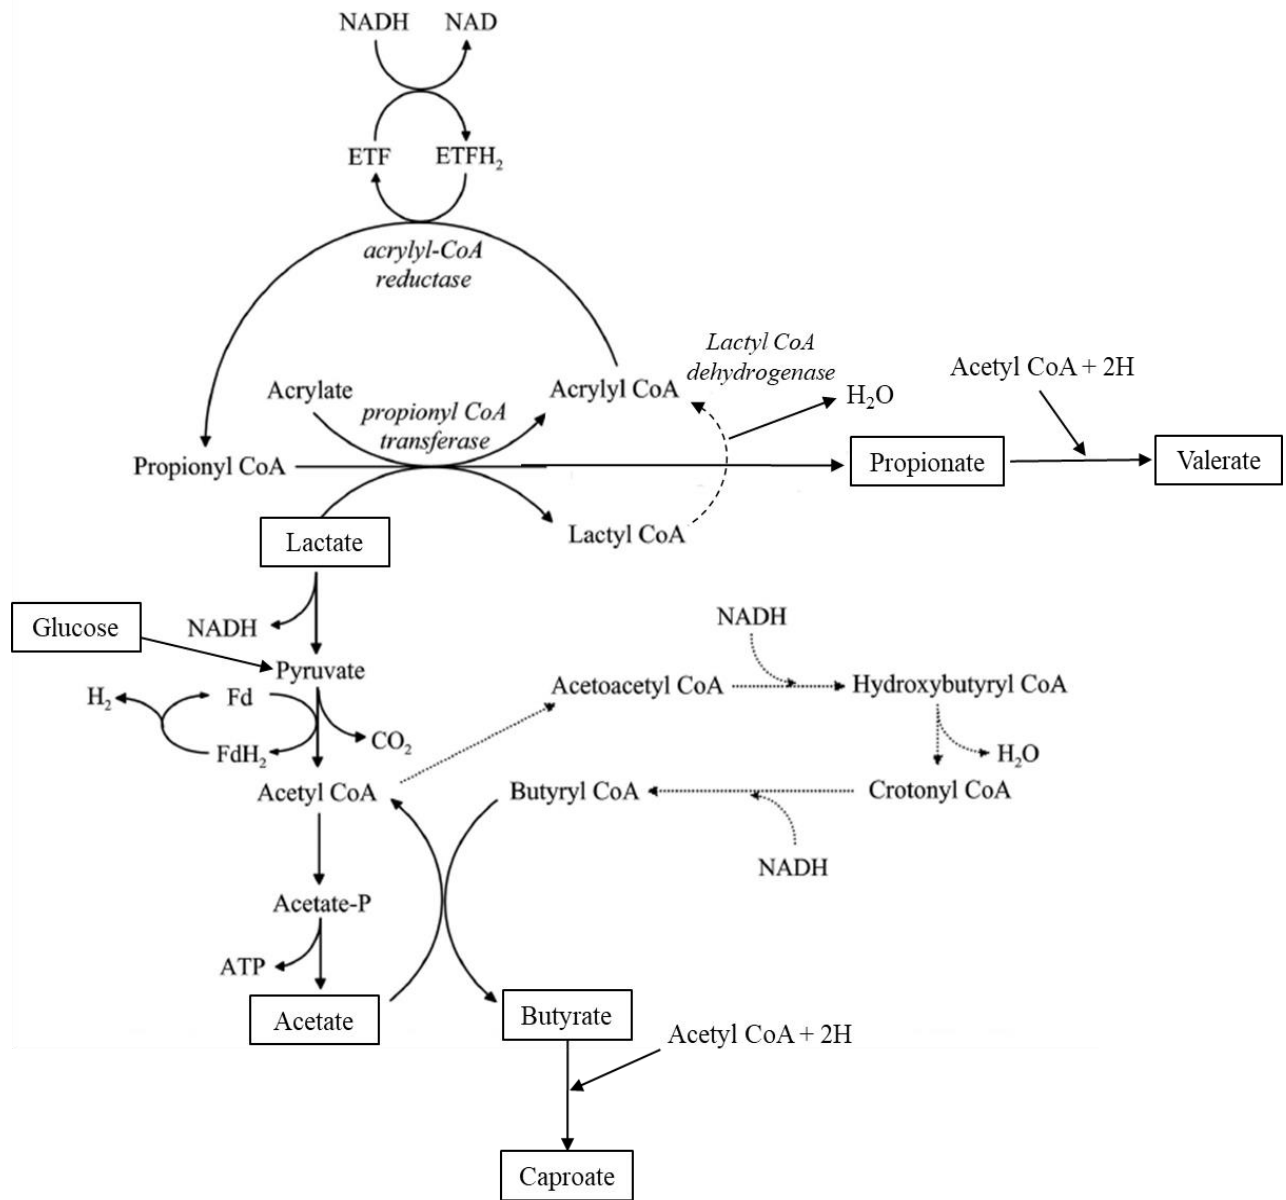 NADH NAD
ETF ETFH₂
acrylyl-CoA
reductase
Lactyl CoA
dehydrogenase
Acetyl CoA + 2H
Acrylate
Acrylyl CoA
H₂O
propionyl CoA
transferase
Propionyl CoA
Propionate
Valerate
Lactate
Lactyl CoA
Glucose
NADH
NADH
Pyruvate
Acetoacetyl CoA
Hydroxybutyryl CoA
H₂
Fd
FdH₂
CO₂
H₂O
Acetyl CoA
Butyryl CoA
Crotonyl CoA
NADH
Acetate-P
ATP
Acetate
Butyrate
Acetyl CoA + 2H
Caproate